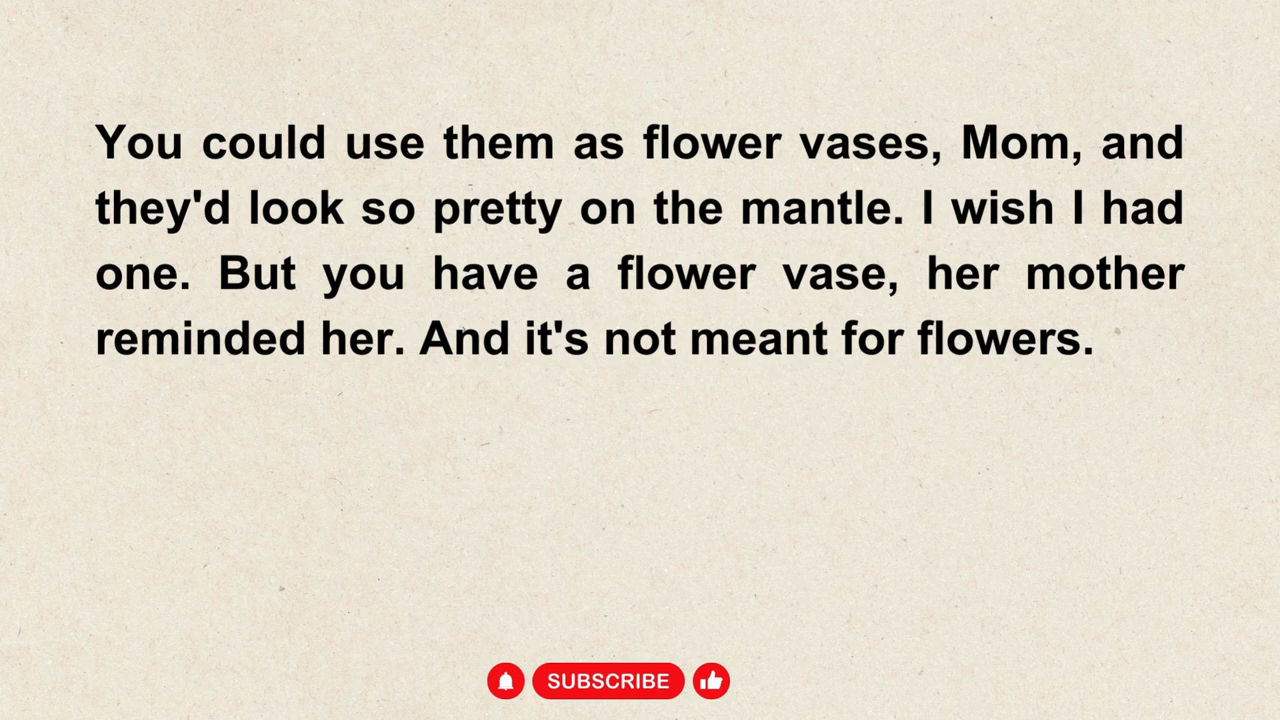 You could use them as flower vases, Mom, and
they'd look so pretty on the mantle. I wish I had
one. But you have a flower vase, her mother
reminded her. And it's not meant for flowers.
SUBSCRIBE